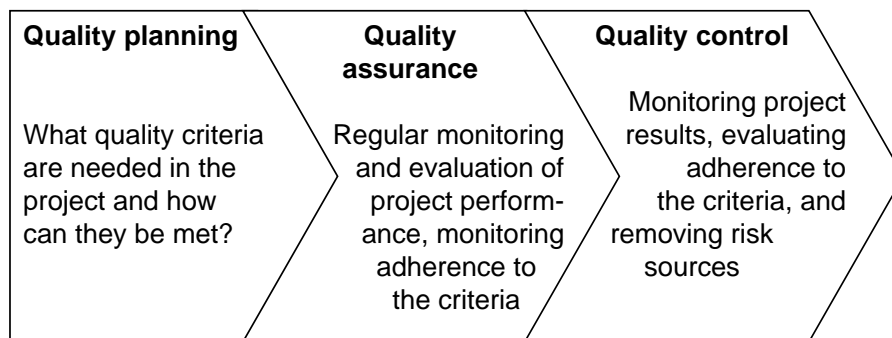 Quality planning
What quality criteria
are needed in the
project and how
can they be met?
Quality
assurance
Regular monitoring
and evaluation of
project perform-
ance, monitoring
adherence to
the criteria
Quality control
Monitoring project
results, evaluating
adherence to
the criteria, and
removing risk
sources